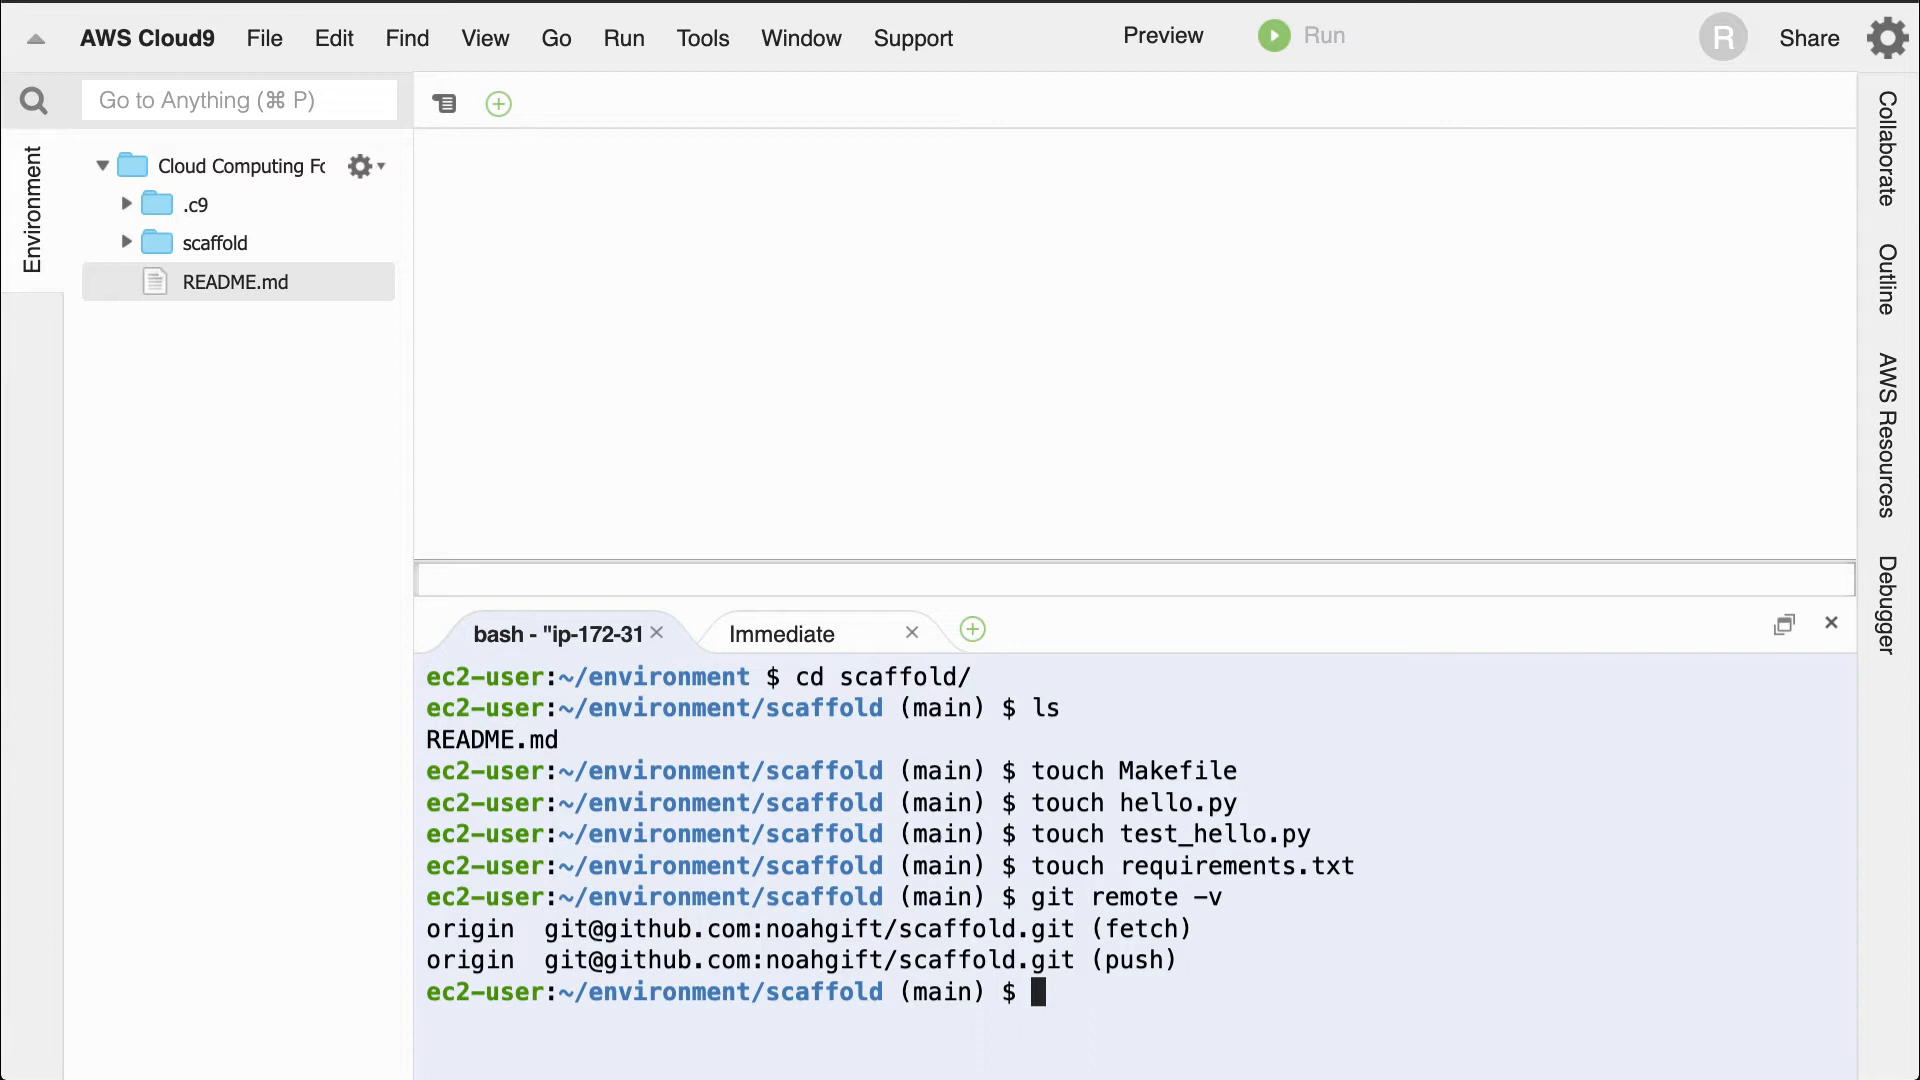 AWS Cloud9 File Edit Find View Go Run Tools Window Support Preview Run R Share
Go to Anything (⌘ P)
Environment
Cloud Computing Fo
.c9
scaffold
README.md
Collaborate
Outline
AWS Resources
Debugger
bash - "ip-172-31
Immediate
ec2-user:~/environment $ cd scaffold/
ec2-user:~/environment/scaffold (main) $ ls
README.md
ec2-user:~/environment/scaffold (main) $ touch Makefile
ec2-user:~/environment/scaffold (main) $ touch hello.py
ec2-user:~/environment/scaffold (main) $ touch test_hello.py
ec2-user:~/environment/scaffold (main) $ touch requirements.txt
ec2-user:~/environment/scaffold (main) $ git remote -v
origin  git@github.com:noahgift/scaffold.git (fetch)
origin  git@github.com:noahgift/scaffold.git (push)
ec2-user:~/environment/scaffold (main) $